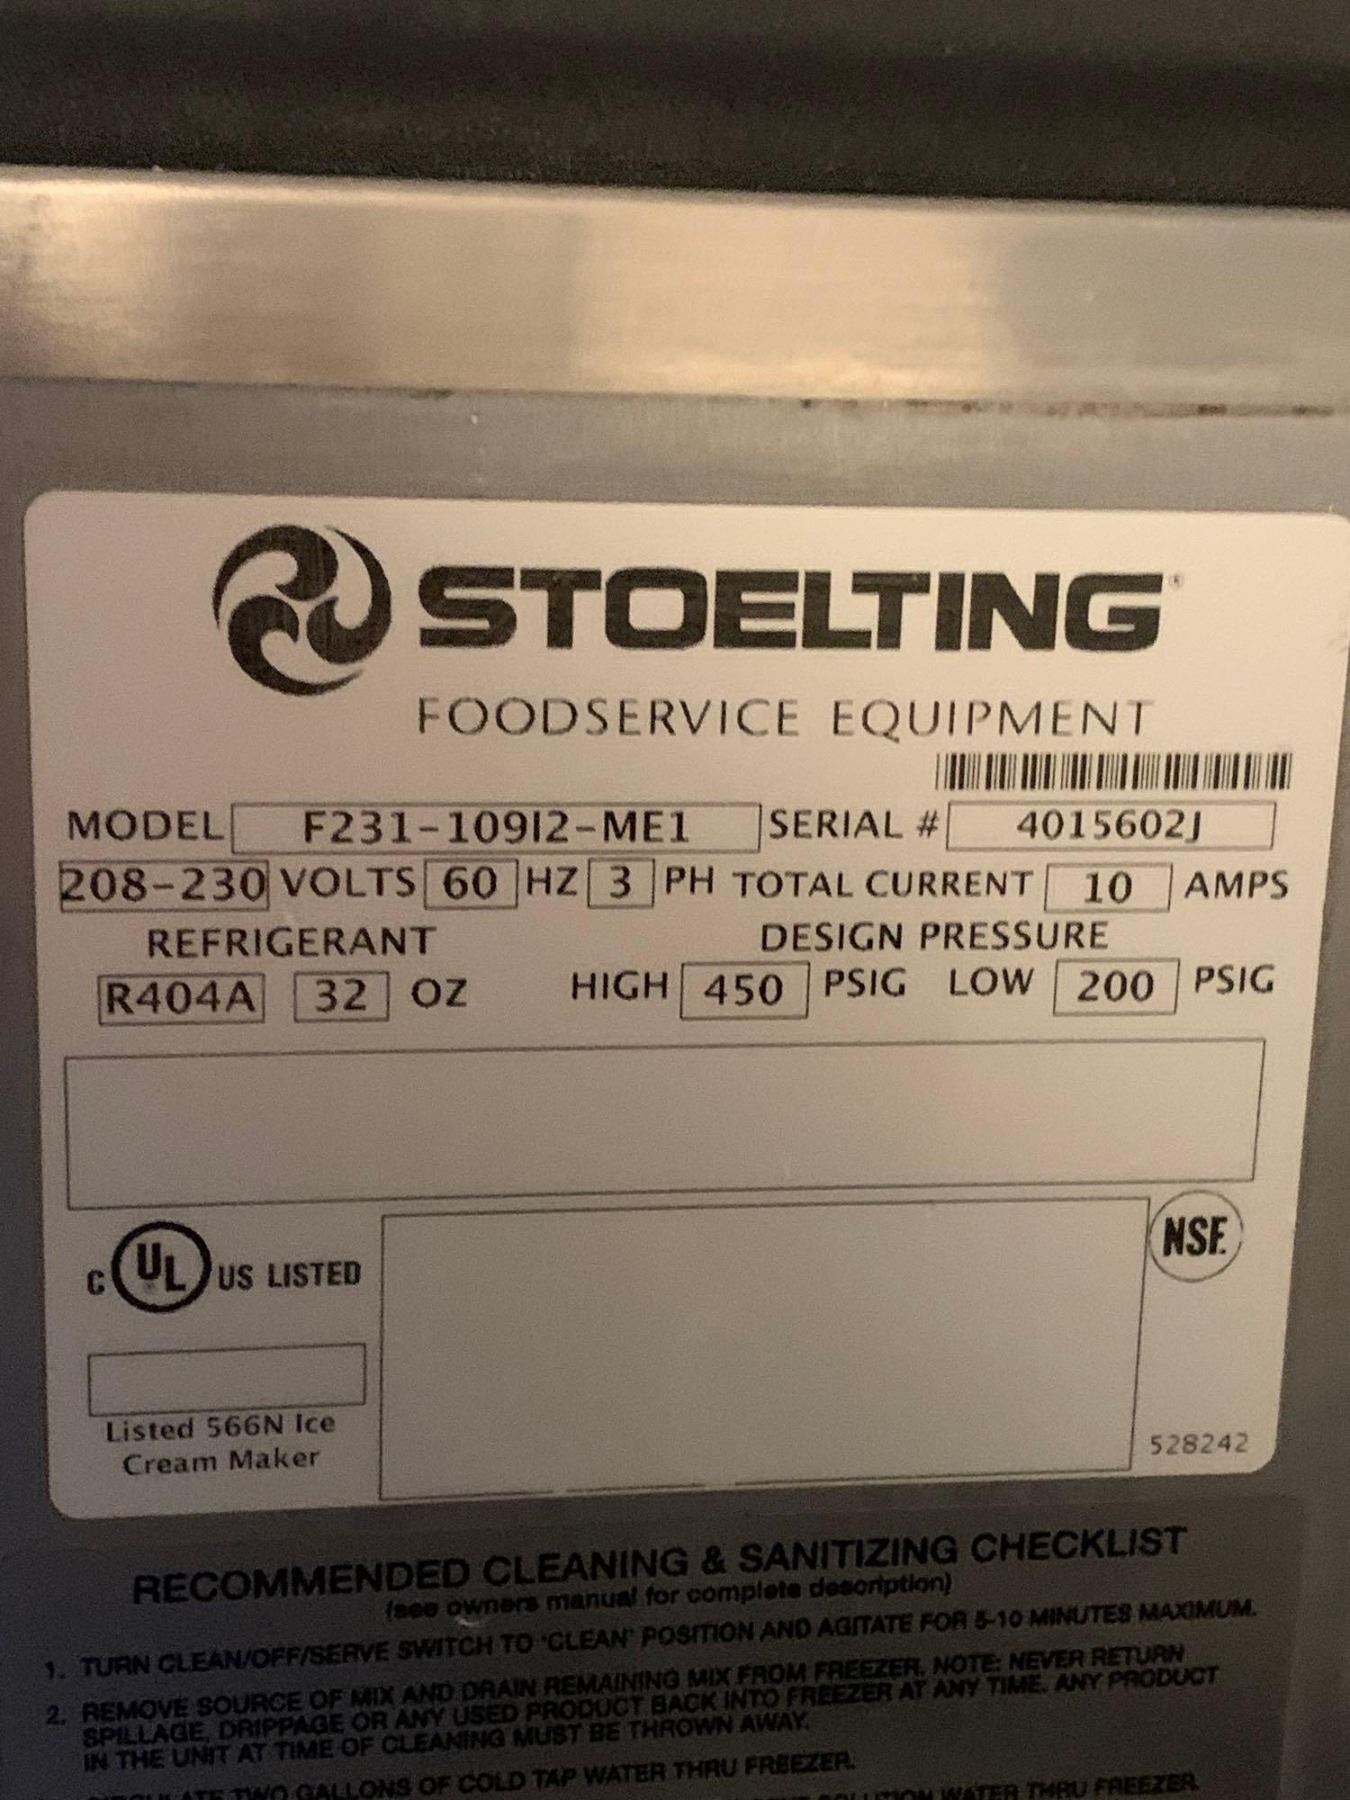 STOELTING®
FOODSERVICE EQUIPMENT
MODEL F231-109I2-ME1 SERIAL # 4015602J
208-230 VOLTS 60 HZ 3 PH TOTAL CURRENT 10 AMPS
REFRIGERANT DESIGN PRESSURE
R404A 32 OZ HIGH 450 PSIG LOW 200 PSIG
C UL US LISTED
NSF.
Listed 566N Ice
Cream Maker
528242
RECOMMENDED CLEANING & SANITIZING CHECKLIST
(see owners manual for complete description)
1. TURN CLEAN/OFF/SERVE SWITCH TO 'CLEAN' POSITION AND AGITATE FOR 5-10 MINUTES MAXIMUM.
2. REMOVE SOURCE OF MIX AND DRAIN REMAINING MIX FROM FREEZER. NOTE: NEVER RETURN
SPILLAGE, DRIPPAGE OR ANY USED PRODUCT BACK INTO FREEZER AT ANY TIME. ANY PRODUCT
IN THE UNIT AT TIME OF CLEANING MUST BE THROWN AWAY.
TWO GALLONS OF COLD TAP WATER THRU FREEZER.
WATER THRU FREEZER.